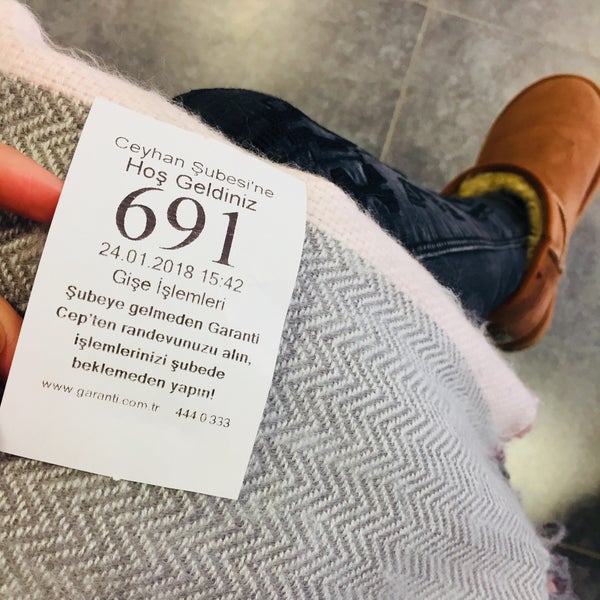 Ceyhan Şubesi'ne
Hoş Geldiniz
691
24.01.2018 15:42
Gişe İşlemleri
Şubeye gelmeden Garanti
Cep'ten randevunuzu alın,
işlemlerinizi şubede
beklemeden yapın!
www.garanti.com.tr 444 0 333